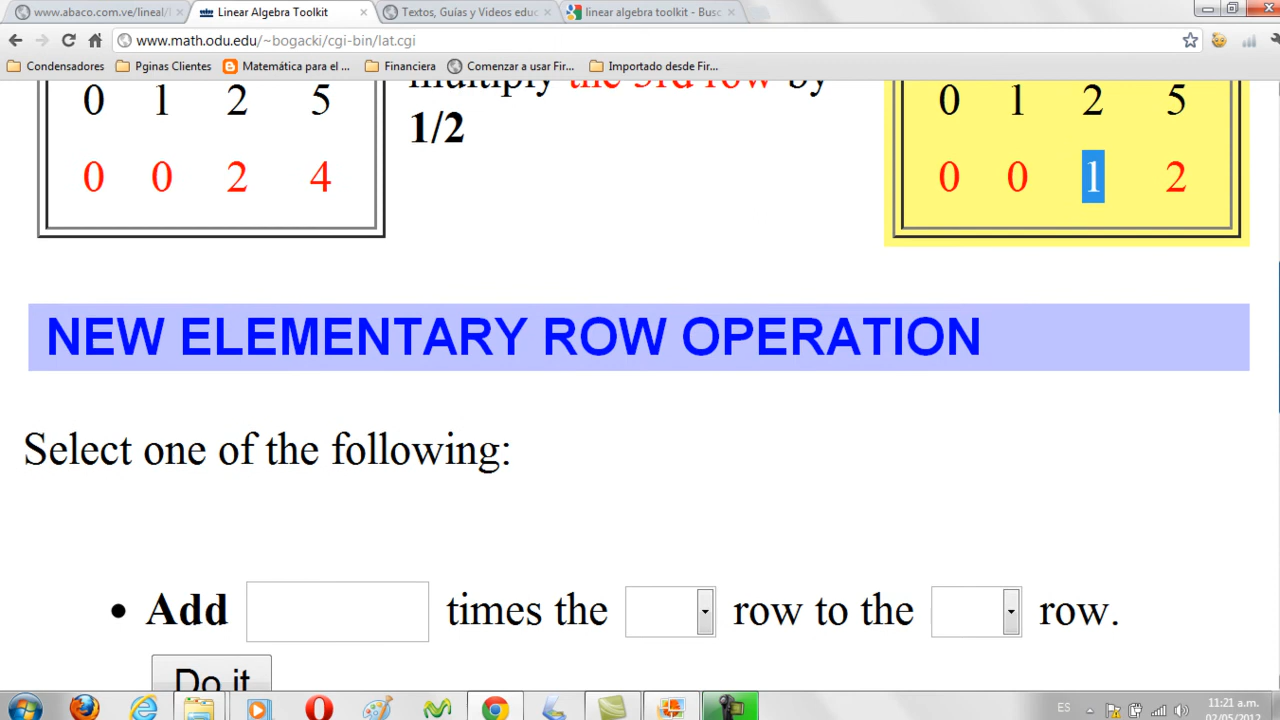 www.abaco.com.ve/lineal/l
Linear Algebra Toolkit
Textos, Guías y Videos educ
linear algebra toolkit - Busc
www.math.odu.edu/~bogacki/cgi-bin/lat.cgi
Condensadores
Pginas Clientes
Matemática para el ...
Financiera
Comenzar a usar Fir...
Importado desde Fir...
multiply the 3rd row by
1/2
0 1 2 5
0 0 2 4
0 1 2 5
0 0 1 2
NEW ELEMENTARY ROW OPERATION
Select one of the following:
• Add times the row to the row.
Do it
ES
11:21 a.m.
02/05/2012